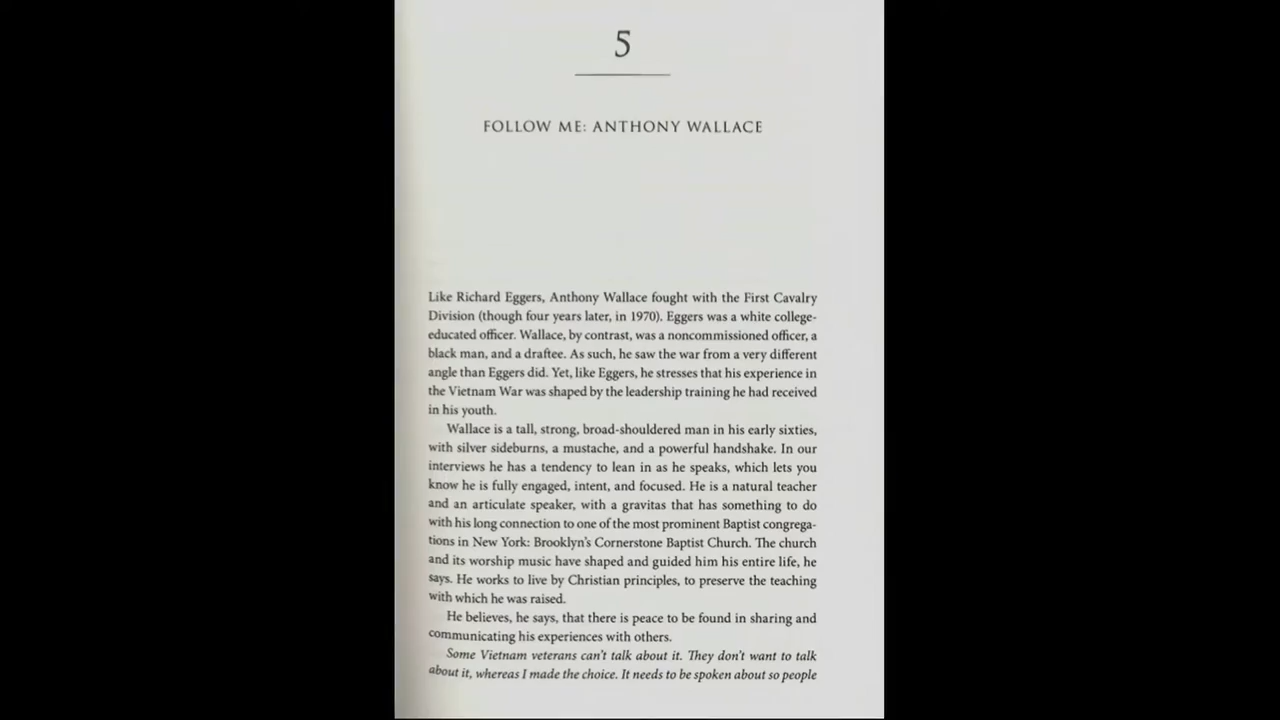 5
FOLLOW ME: ANTHONY WALLACE
Like Richard Eggers, Anthony Wallace fought with the First Cavalry
Division (though four years later, in 1970). Eggers was a white college-
educated officer. Wallace, by contrast, was a noncommissioned officer, a
black man, and a draftee. As such, he saw the war from a very different
angle than Eggers did. Yet, like Eggers, he stresses that his experience in
the Vietnam War was shaped by the leadership training he had received
in his youth.
Wallace is a tall, strong, broad-shouldered man in his early sixties,
with silver sideburns, a mustache, and a powerful handshake. In our
interviews he has a tendency to lean in as he speaks, which lets you
know he is fully engaged, intent, and focused. He is a natural teacher
and an articulate speaker, with a gravitas that has something to do
with his long connection to one of the most prominent Baptist congrega-
tions in New York: Brooklyn's Cornerstone Baptist Church. The church
and its worship music have shaped and guided him his entire life, he
says. He works to live by Christian principles, to preserve the teaching
with which he was raised.
He believes, he says, that there is peace to be found in sharing and
communicating his experiences with others.
Some Vietnam veterans can't talk about it. They don't want to talk
about it, whereas I made the choice. It needs to be spoken about so people